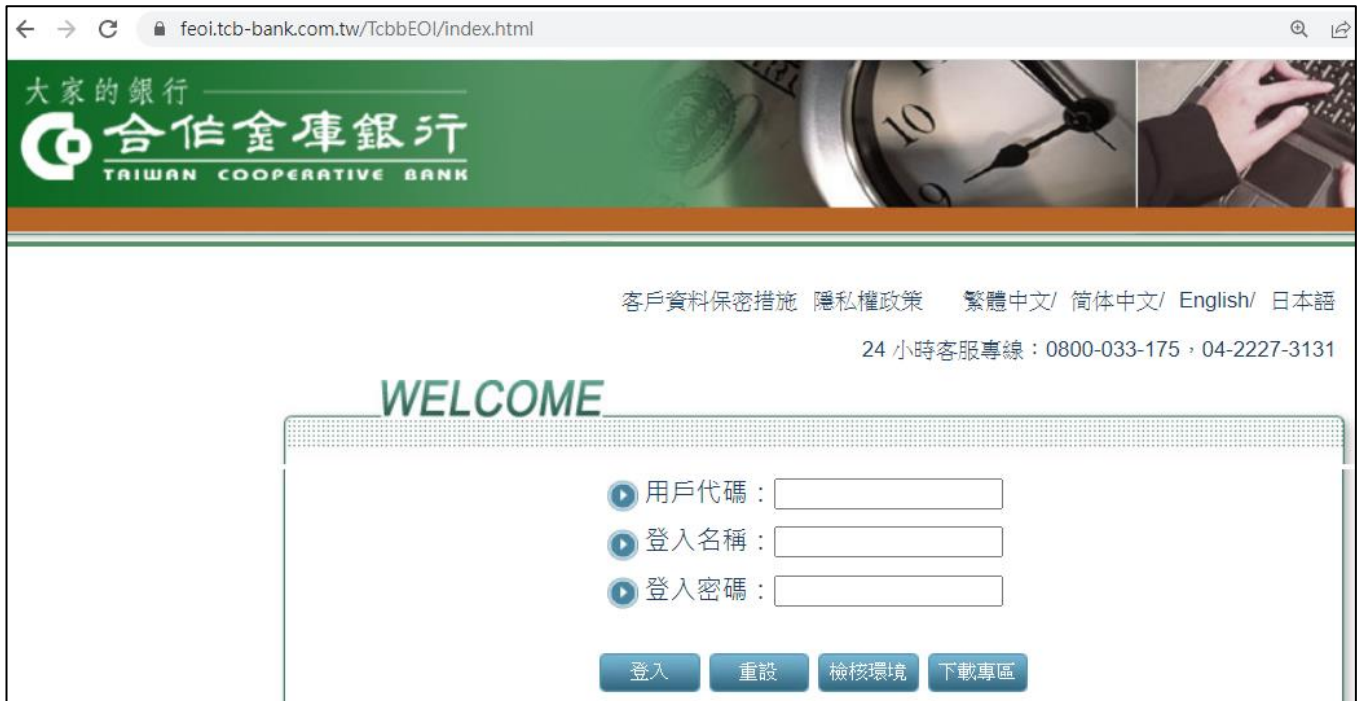 feoi.tcb-bank.com.tw/TcbbEOI/index.html
大家的銀行
合作金庫銀行
TAIWAN COOPERATIVE BANK
10
9
客戶資料保密措施 隱私權政策 繁體中文/ 简体中文/ English/ 日本語
24 小時客服專線：0800-033-175，04-2227-3131
WELCOME
用戶代碼：
登入名稱：
登入密碼：
登入 重設 檢核環境 下載專區